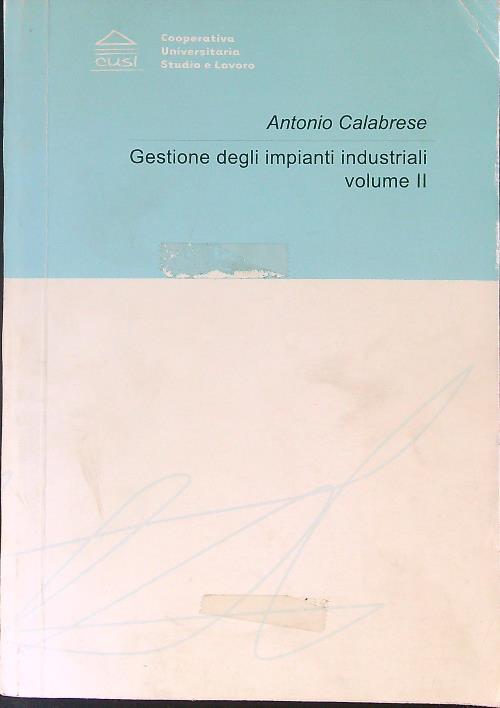 cusl
Cooperativa
Universitaria
Studio e Lavoro
Antonio Calabrese
Gestione degli impianti industriali
volume II